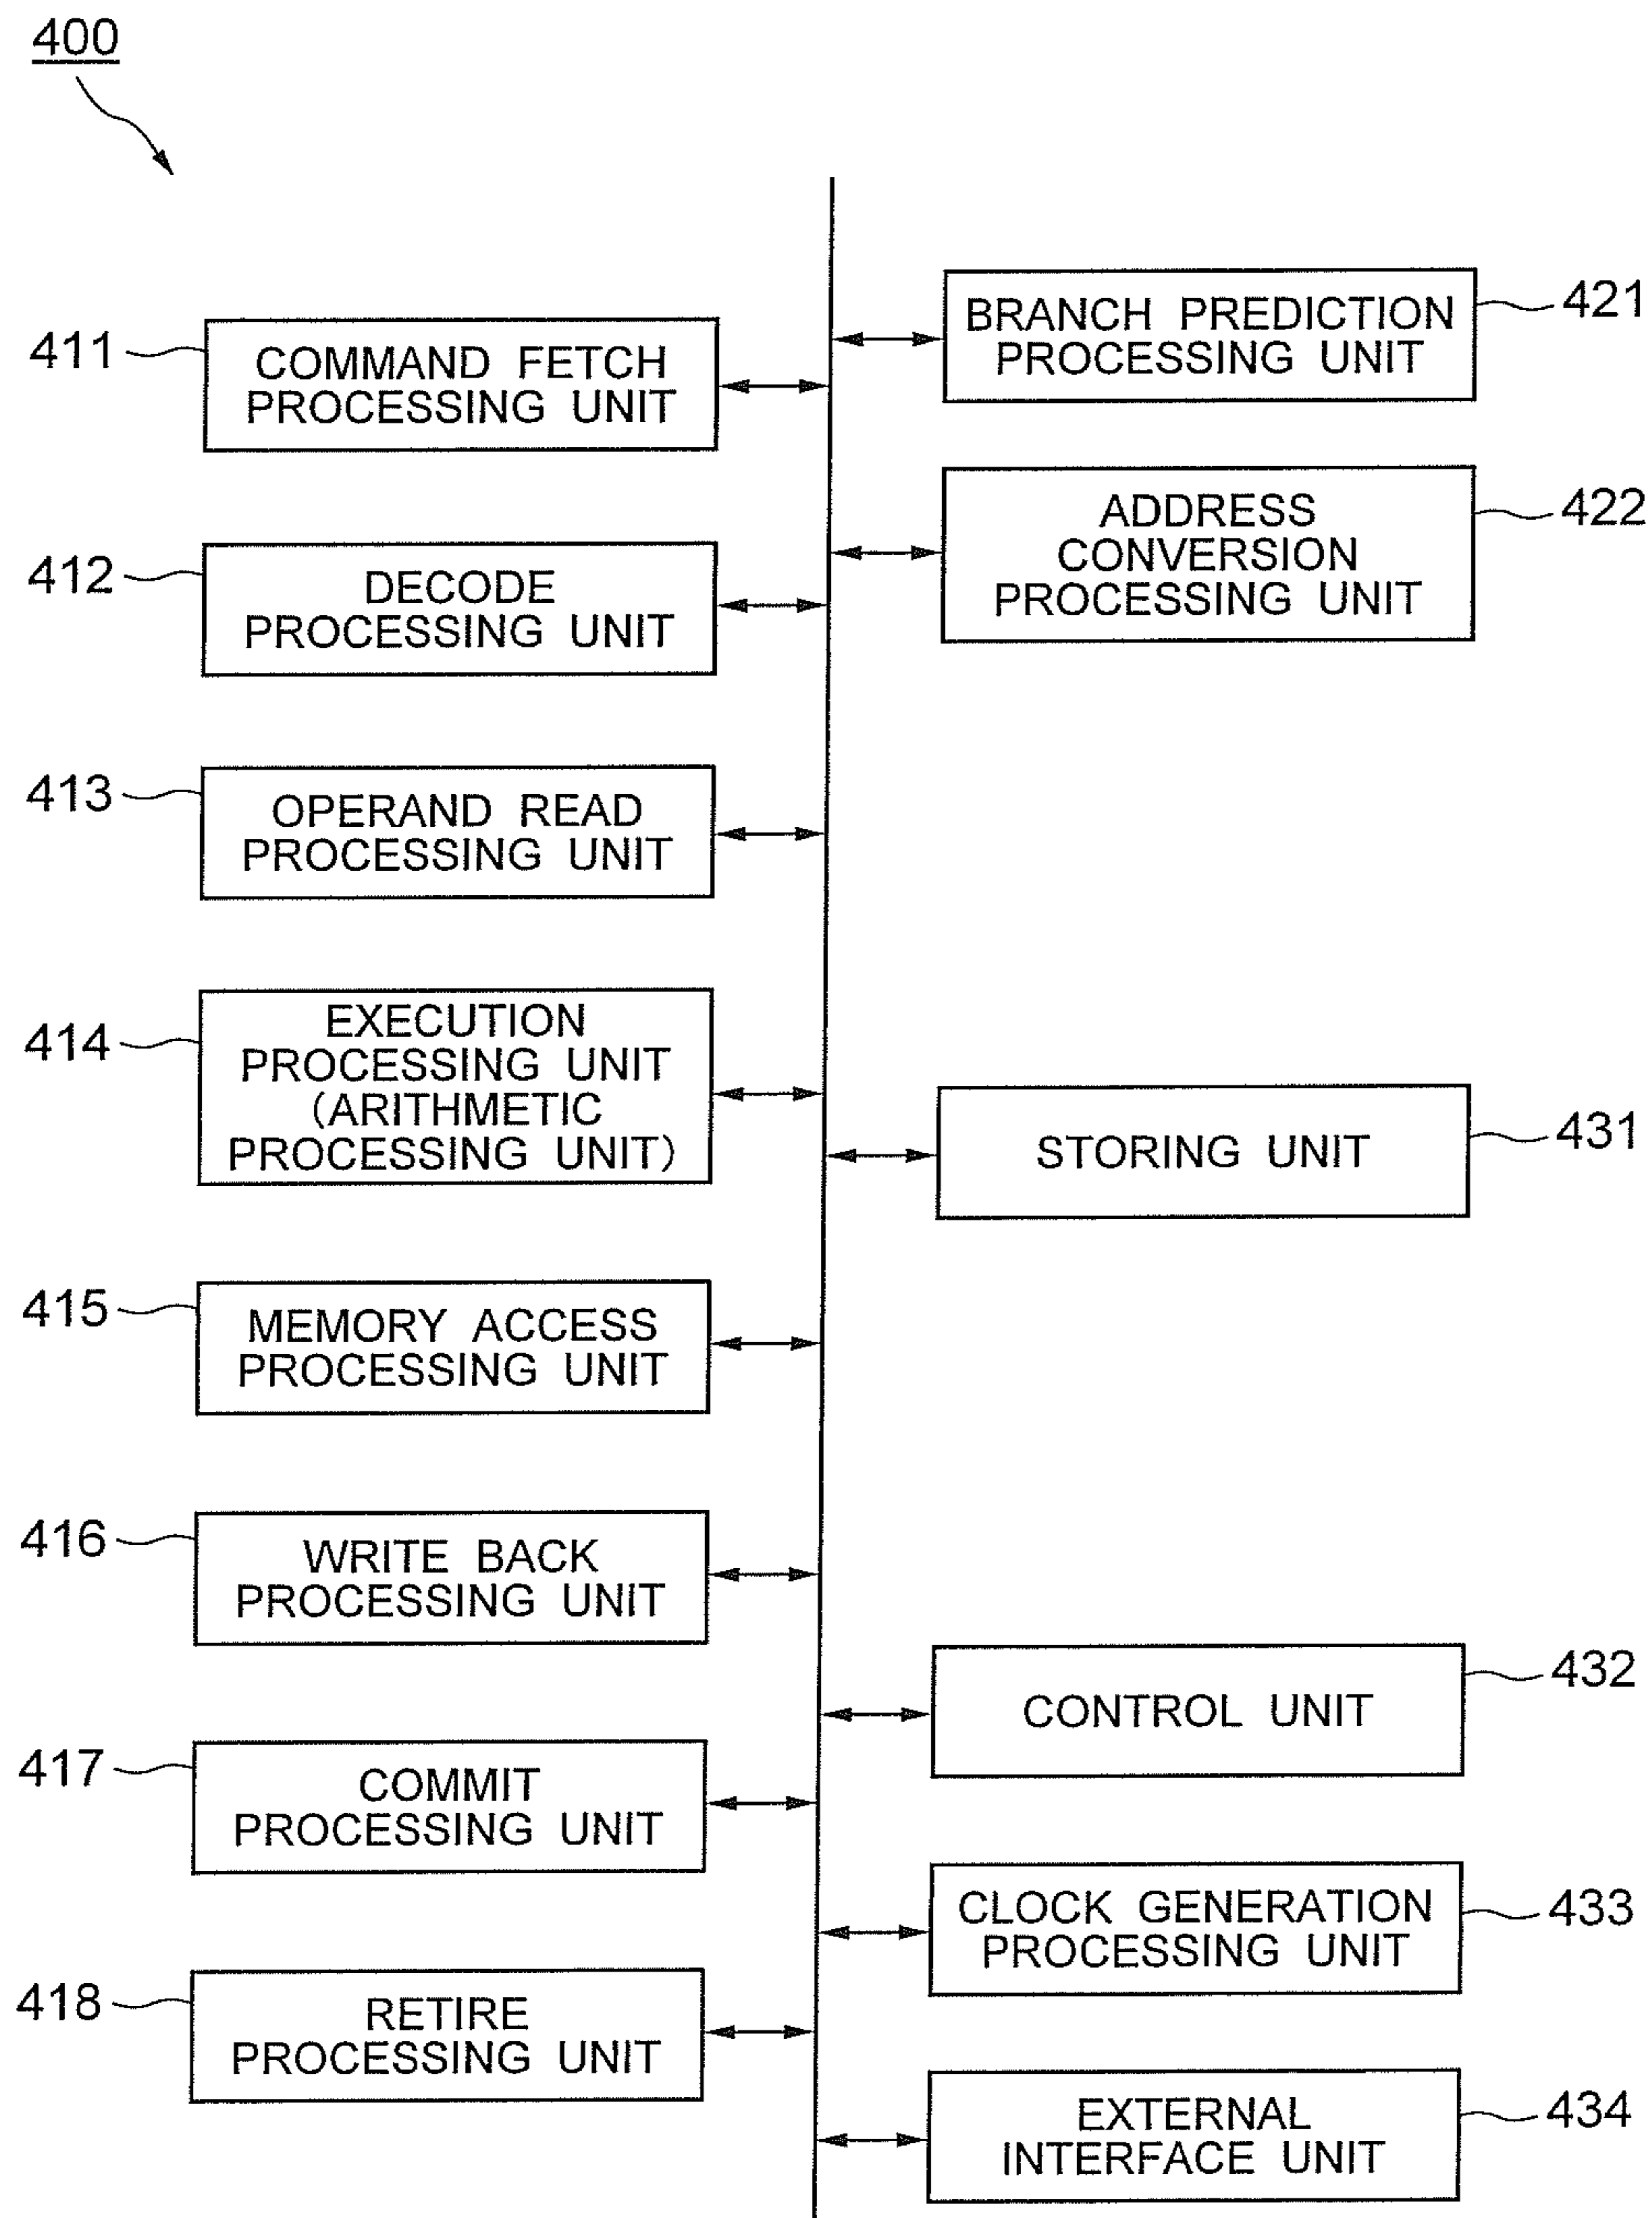 400
411
COMMAND FETCH
PROCESSING UNIT
412
DECODE
PROCESSING UNIT
413
OPERAND READ
PROCESSING UNIT
414
EXECUTION
PROCESSING UNIT
(ARITHMETIC
PROCESSING UNIT)
415
MEMORY ACCESS
PROCESSING UNIT
416
WRITE BACK
PROCESSING UNIT
417
COMMIT
PROCESSING UNIT
418
RETIRE
PROCESSING UNIT
BRANCH PREDICTION
PROCESSING UNIT
421
ADDRESS
CONVERSION
PROCESSING UNIT
422
STORING UNIT
431
CONTROL UNIT
432
CLOCK GENERATION
PROCESSING UNIT
433
EXTERNAL
INTERFACE UNIT
434